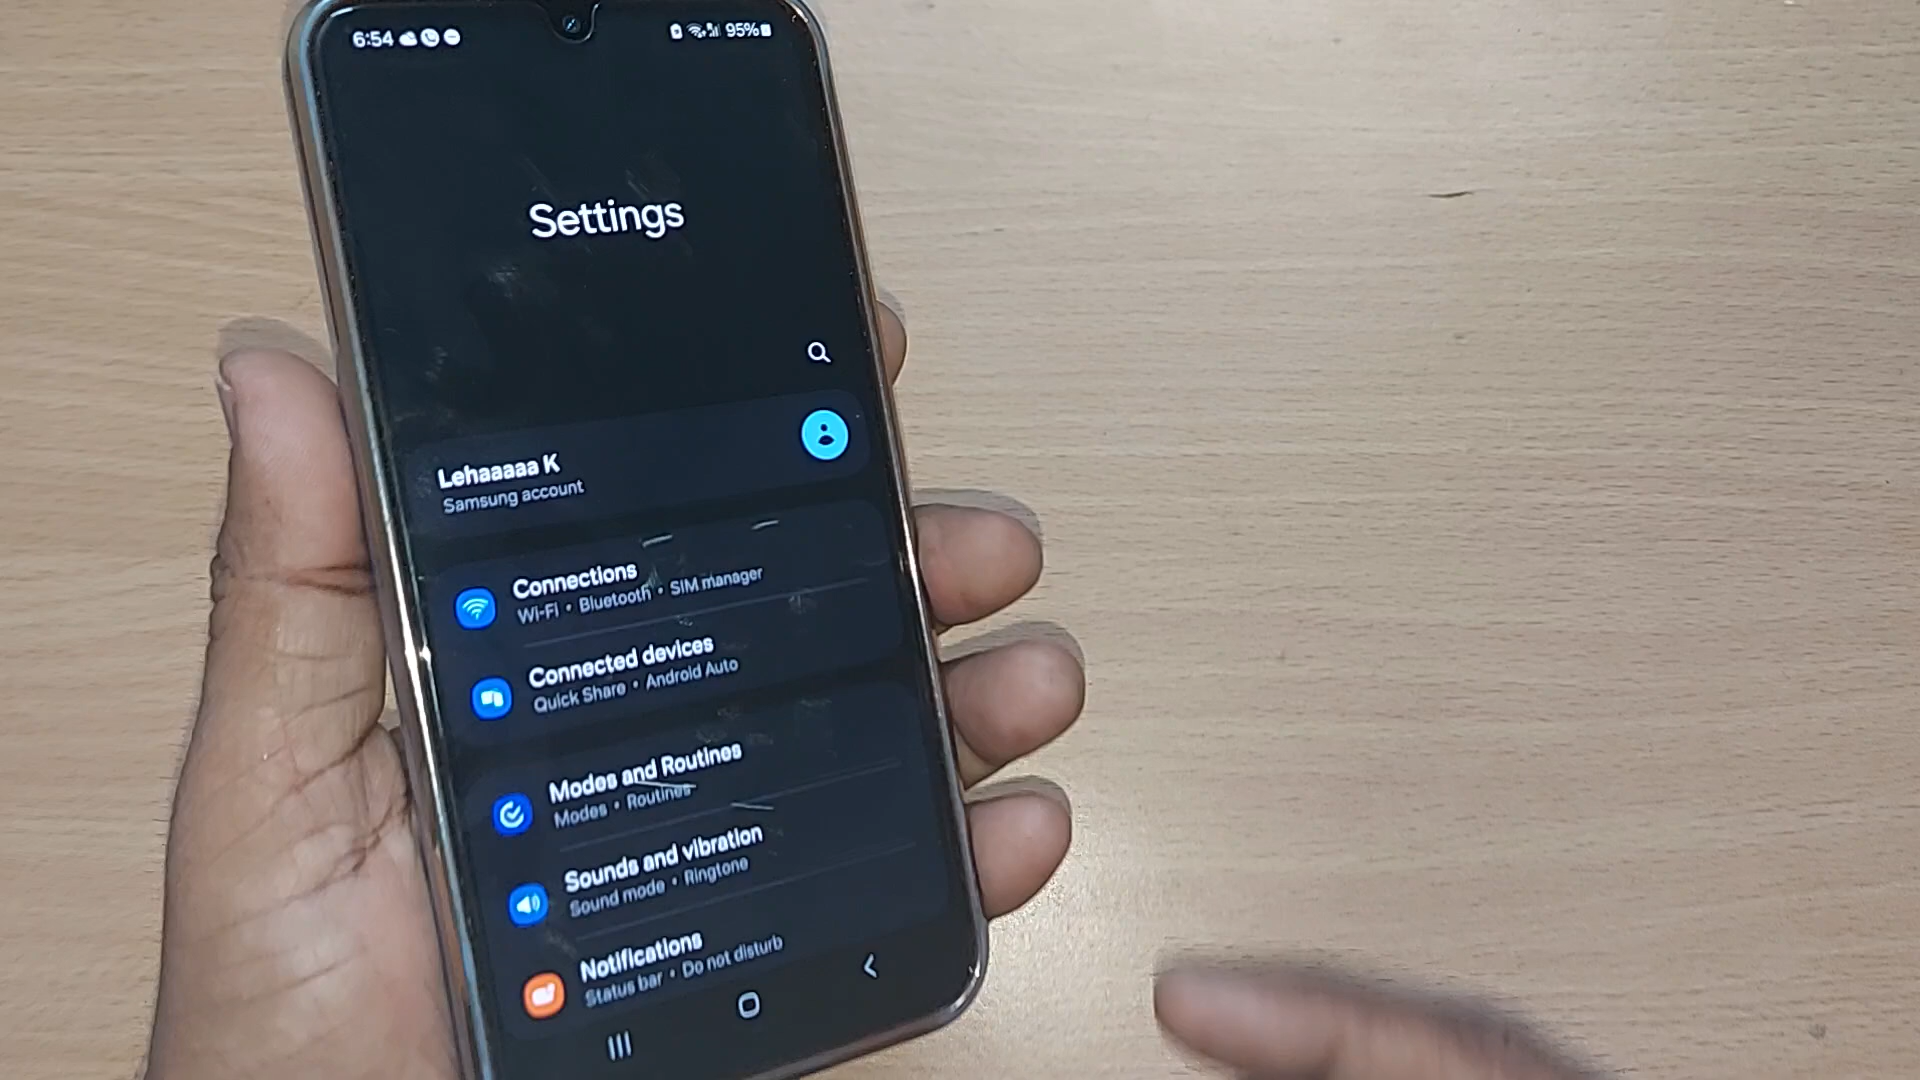 6:54
95%
Settings
Lehaaaaa K
Samsung account
Connections
Wi-Fi • Bluetooth • SIM manager
Connected devices
Quick Share • Android Auto
Modes and Routines
Modes • Routines
Sounds and vibration
Sound mode • Ringtone
Notifications
Status bar • Do not disturb